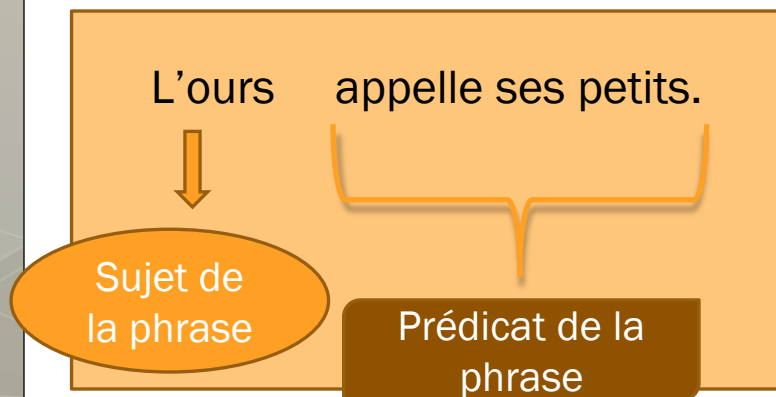 L’ours appelle ses petits.
Sujet de
la phrase
Prédicat de la
phrase